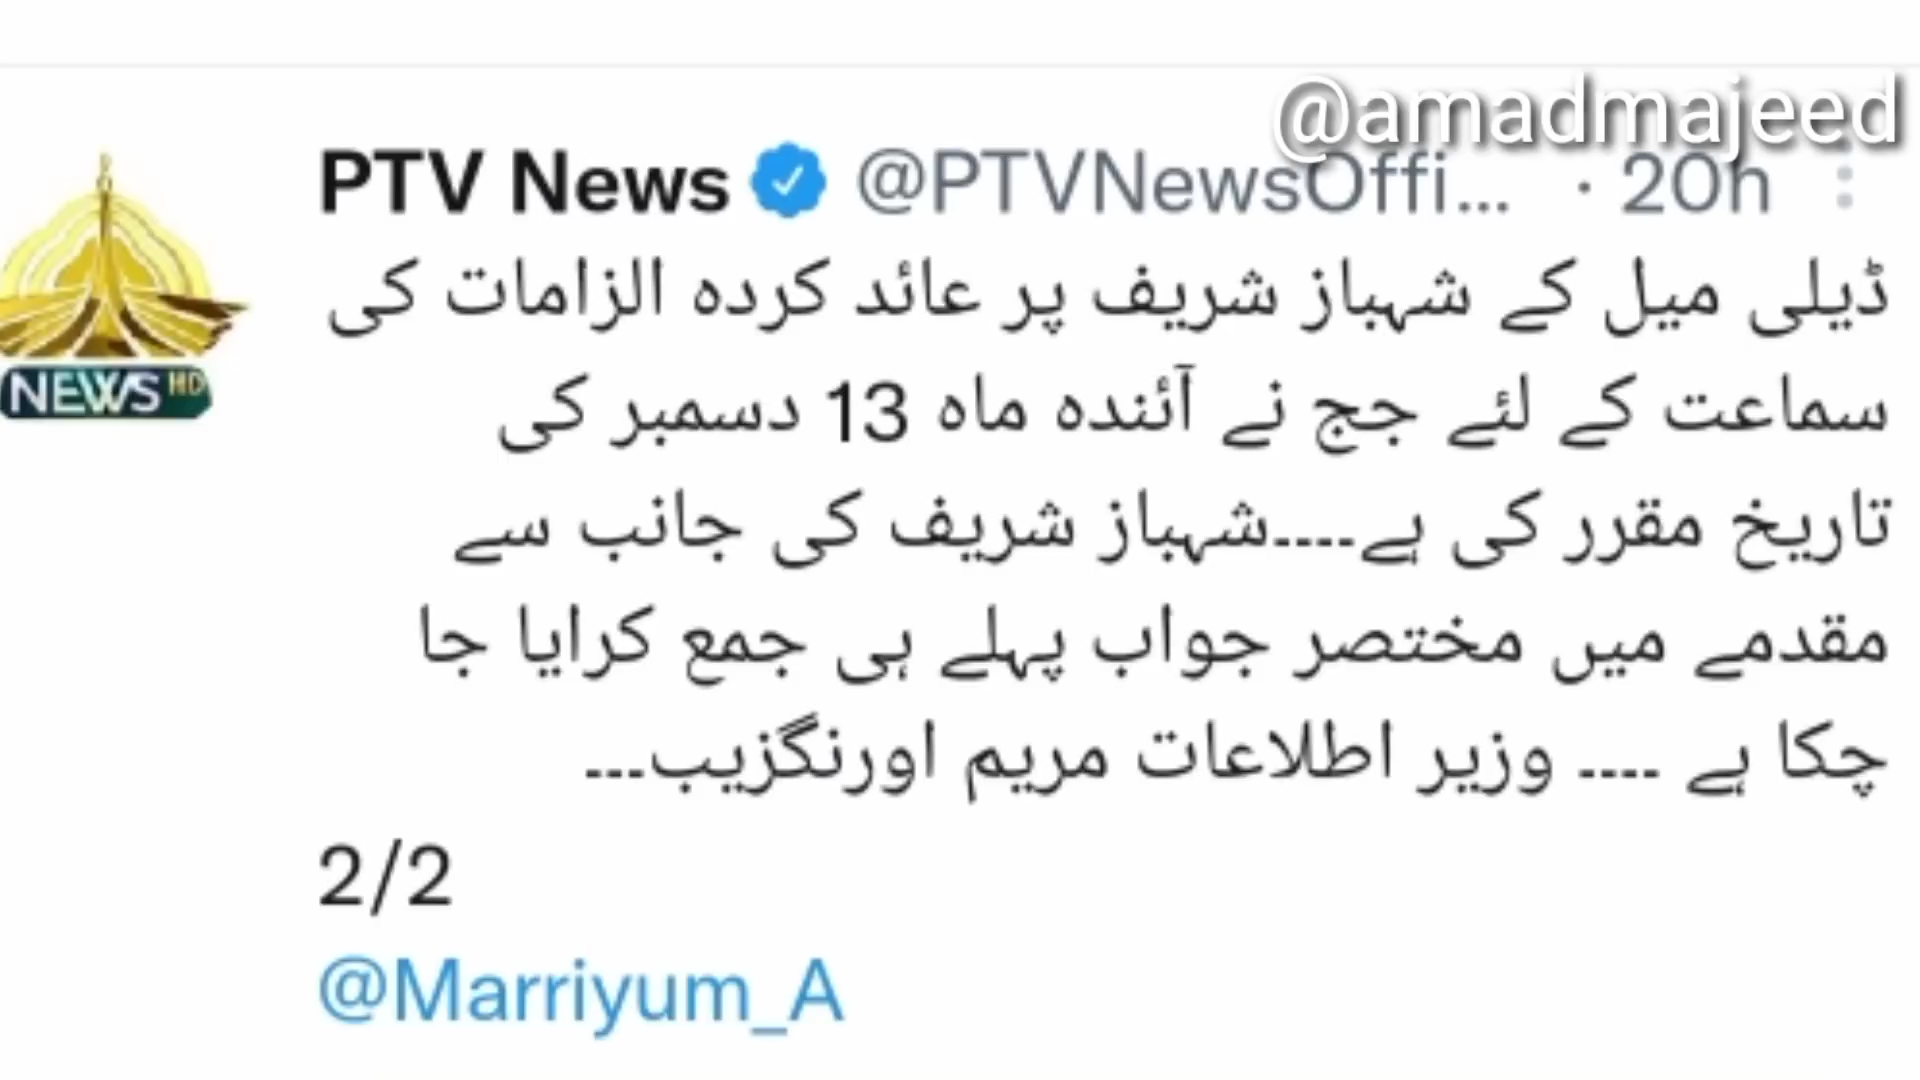 @amadmajeed
PTV News @PTVNewsOffi... · 20h
NEWS HD
ڈیلی میل کے شہباز شریف پر عائد کردہ الزامات کی
سماعت کے لئے جج نے آئندہ ماہ 13 دسمبر کی
تاریخ مقرر کی ہے۔۔۔۔شہباز شریف کی جانب سے
مقدمے میں مختصر جواب پہلے ہی جمع کرایا جا
چکا ہے ۔۔۔۔ وزیر اطلاعات مریم اورنگزیب۔۔۔
2/2
@Marriyum_A